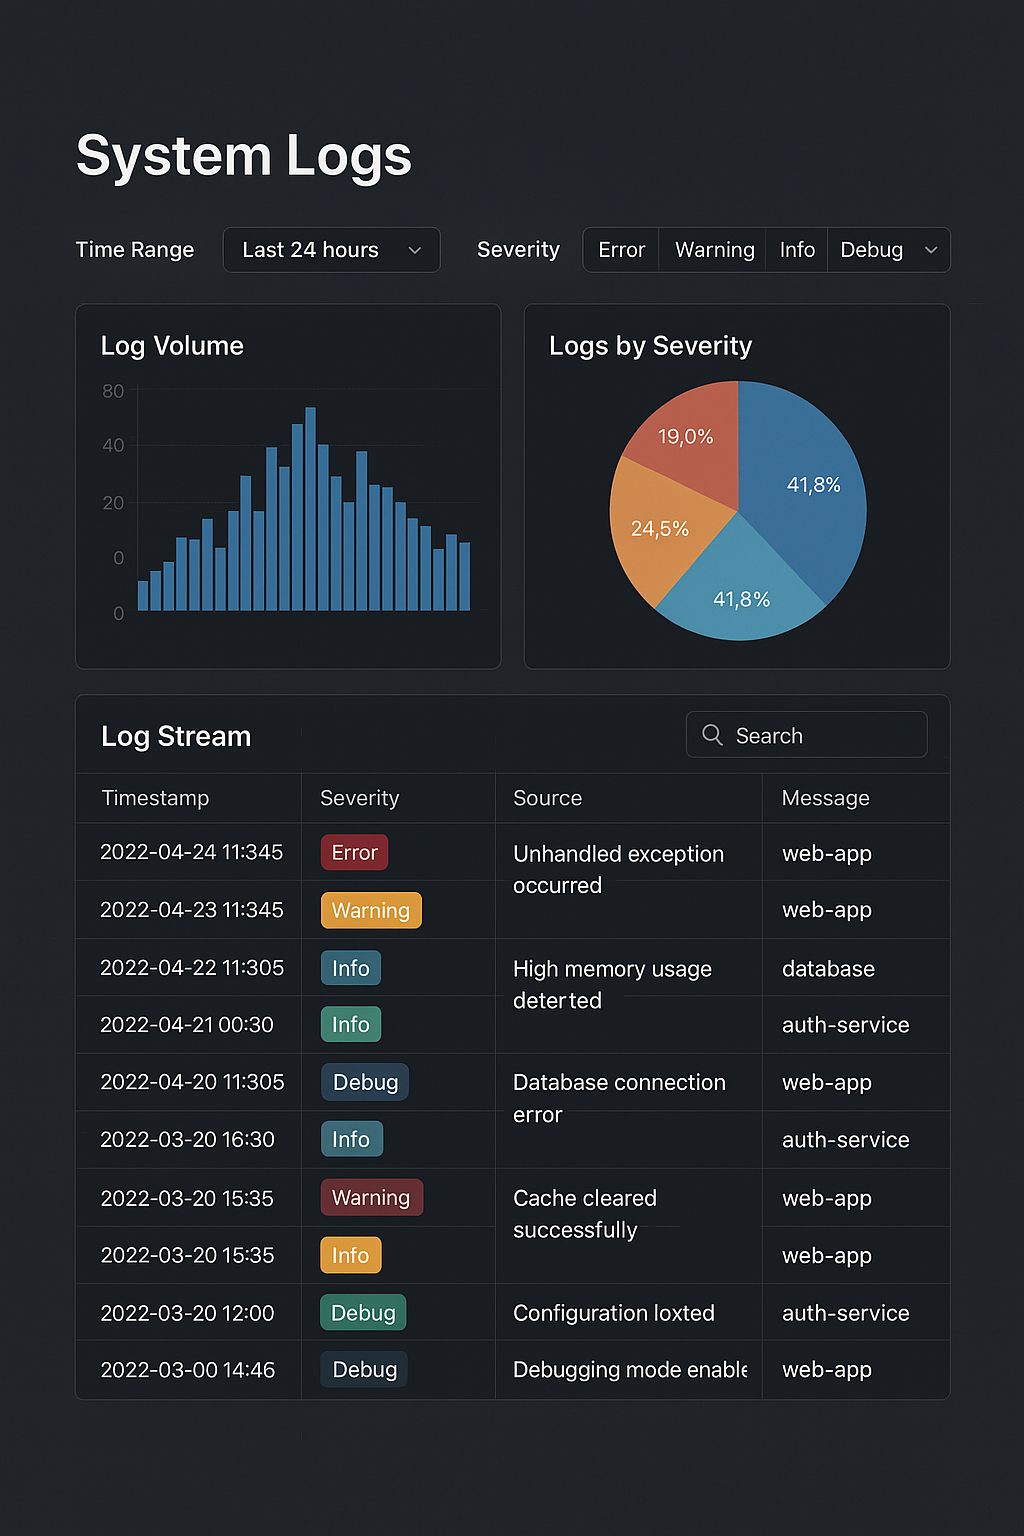 System Logs
Time Range Last 24 hours Severity Error Warning Info Debug
Log Volume
80
40
20
0
0
Logs by Severity
19,0%
41,8%
24,5%
41,8%
Log Stream Search
Timestamp Severity Source Message
2022-04-24 11:345 Error Unhandled exception web-app
occurred
2022-04-23 11:345 Warning web-app
2022-04-22 11:305 Info High memory usage database
deterted
2022-04-21 00:30 Info auth-service
2022-04-20 11:305 Debug Database connection web-app
error
2022-03-20 16:30 Info auth-service
2022-03-20 15:35 Warning Cache cleared web-app
successfully
2022-03-20 15:35 Info web-app
2022-03-20 12:00 Debug Configuration loxted auth-service
2022-03-00 14:46 Debug Debugging mode enable web-app